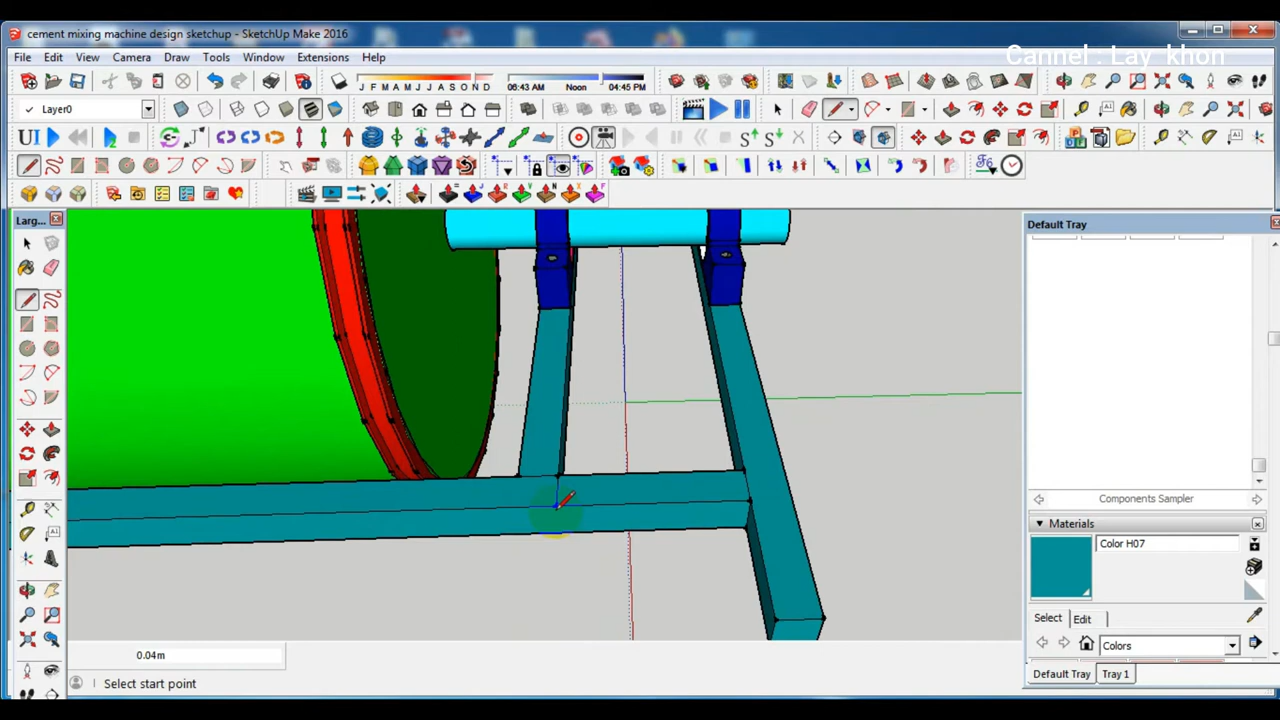 cement mixing machine design sketchup - SketchUp Make 2016
Cannel : Lay khon
File Edit View Camera Draw Tools Window Help
J F M A M J J A S O N D
06:43 AM Noon 04:45 PM
Layer0
UI
Larg...
Default Tray
Components Sampler
Materials
Color H07
Select Edit
Colors
Default Tray Tray 1
0.04m
Select start point